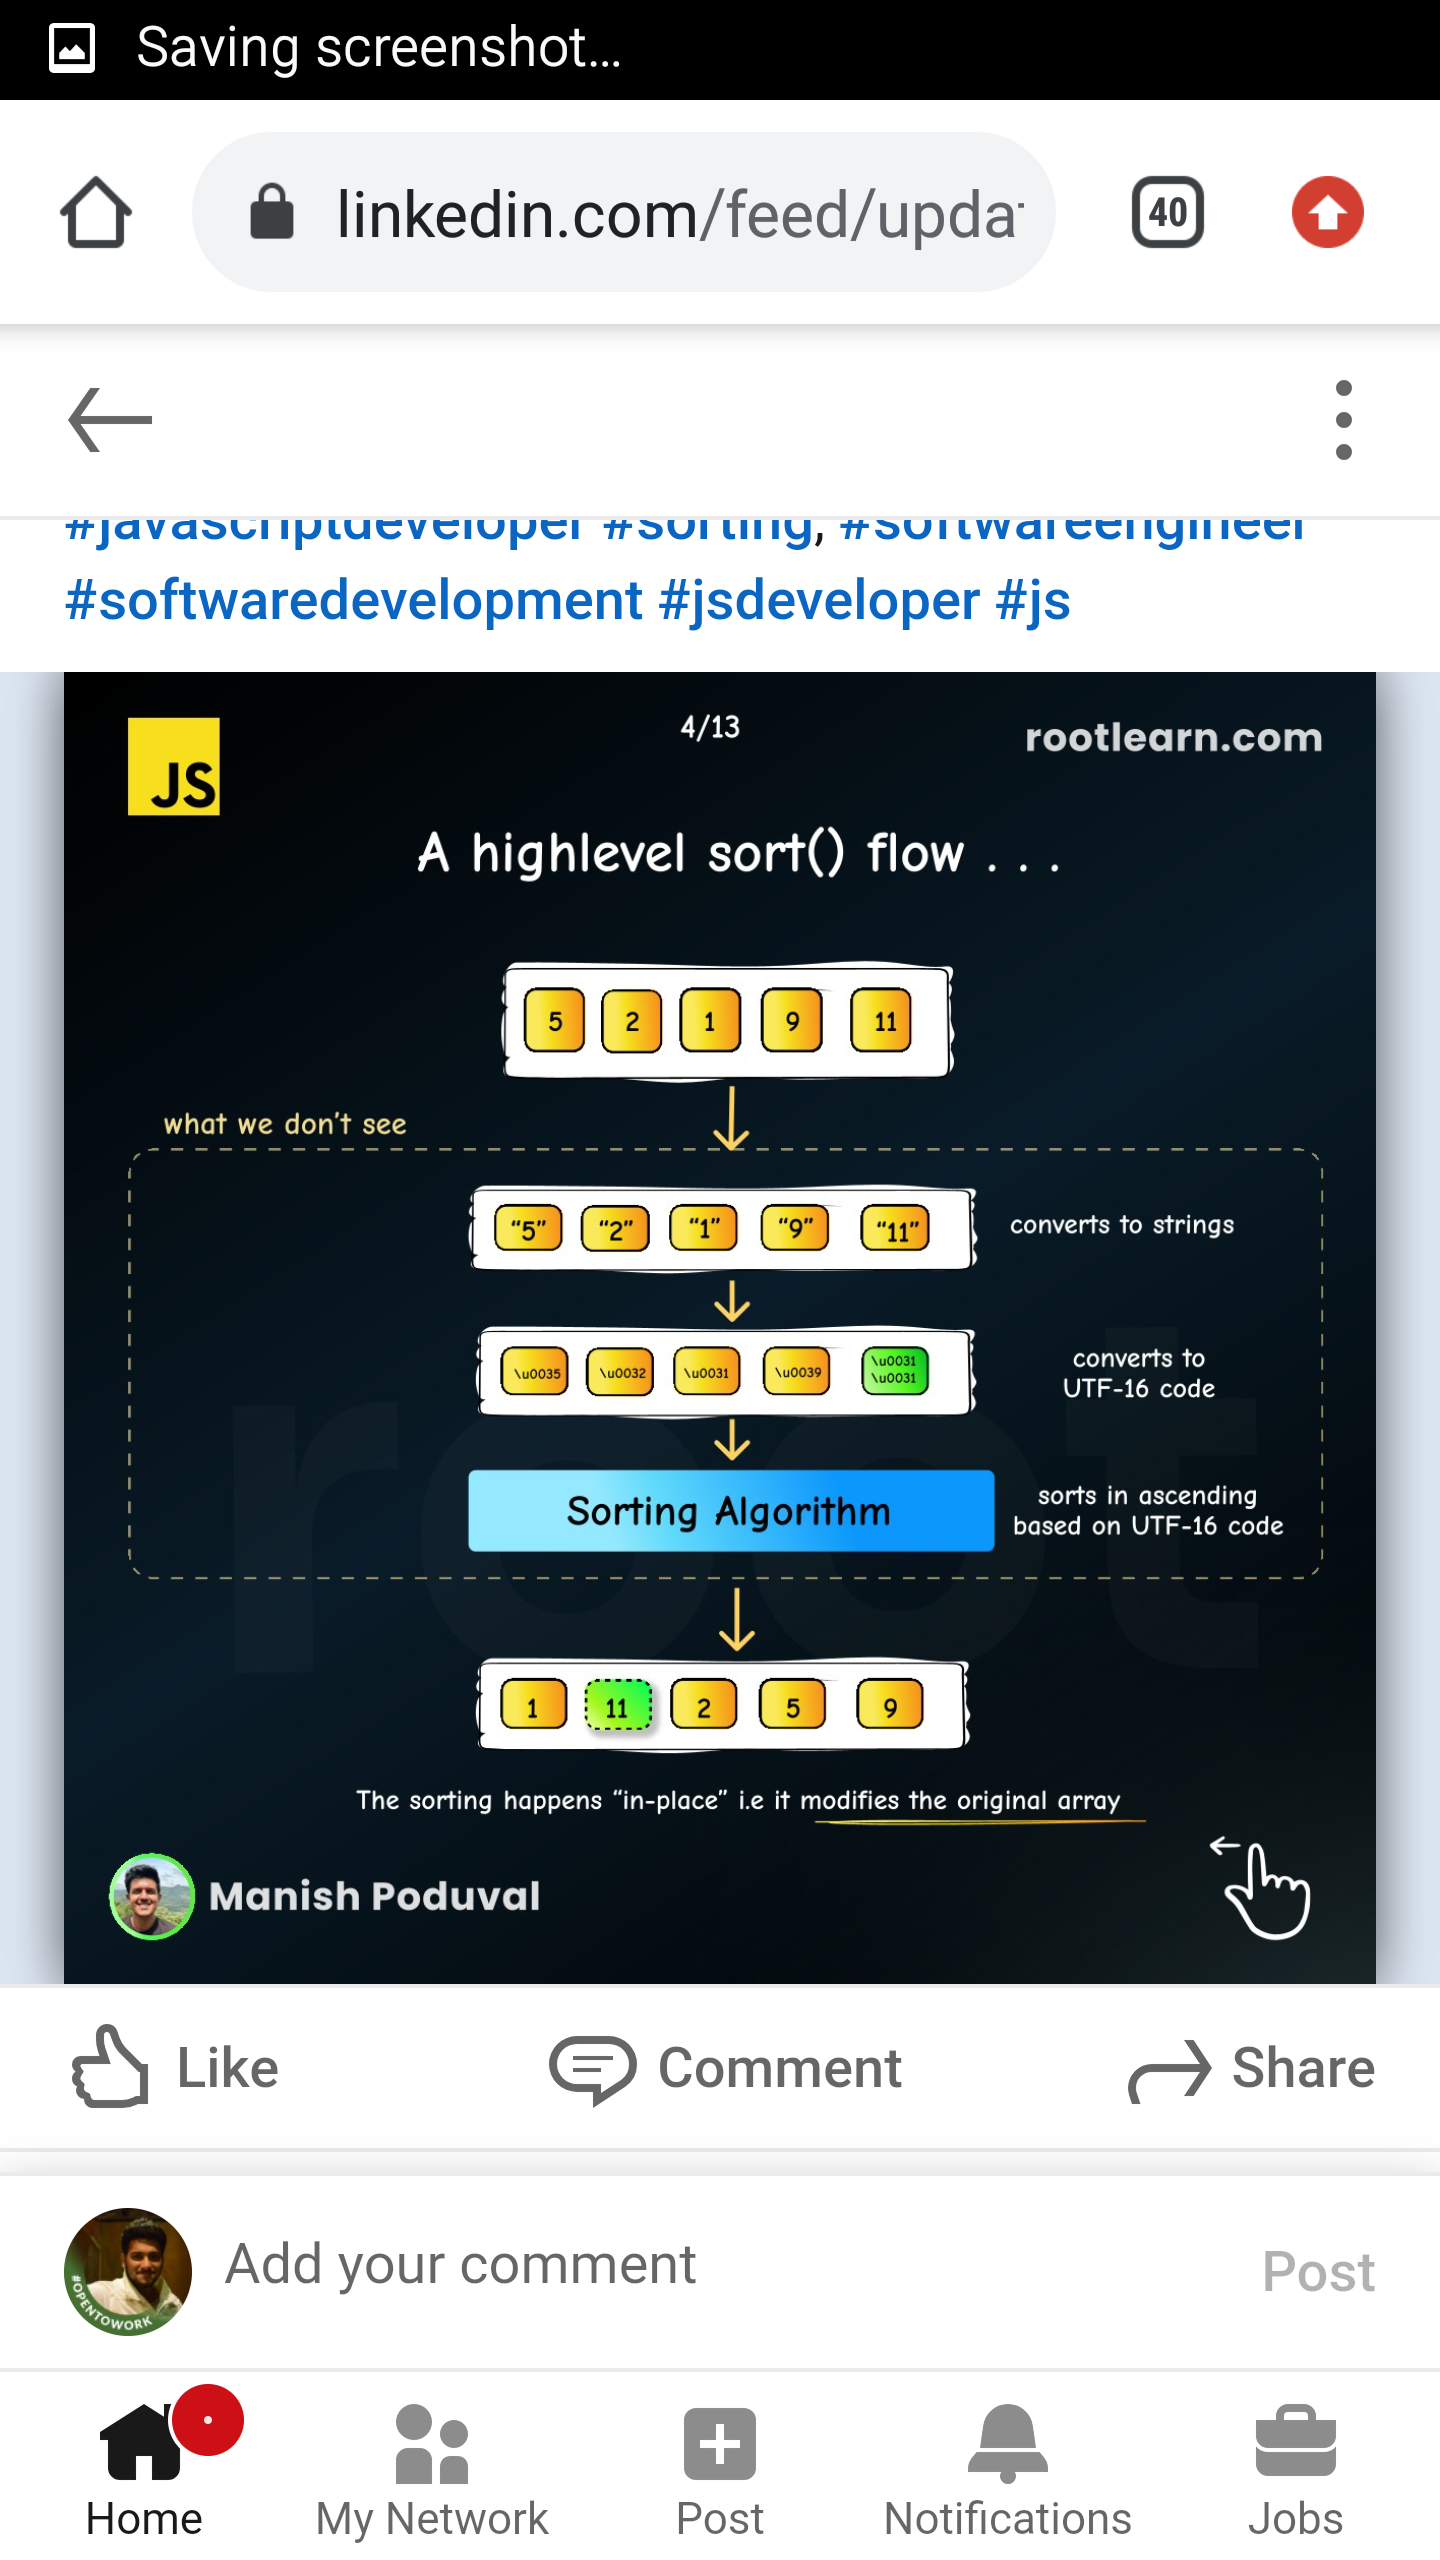 Saving screenshot...
linkedin.com/feed/upda
40
#javascriptdeveloper #sorting, #softwareengineer
#softwaredevelopment #jsdeveloper #js
JS
4/13
rootlearn.com
A highlevel sort() flow . . .
5 2 1 9 11
what we don't see
"5" "2" "1" "9" "11"
converts to strings
\u0035 \u0032 \u0031 \u0039 \u0031
\u0031
converts to
UTF-16 code
Sorting Algorithm
sorts in ascending
based on UTF-16 code
root
1 11 2 5 9
The sorting happens "in-place" i.e it modifies the original array
Manish Poduval
Like Comment Share
#OPENTOWORK
Add your comment
Post
Home My Network Post Notifications Jobs